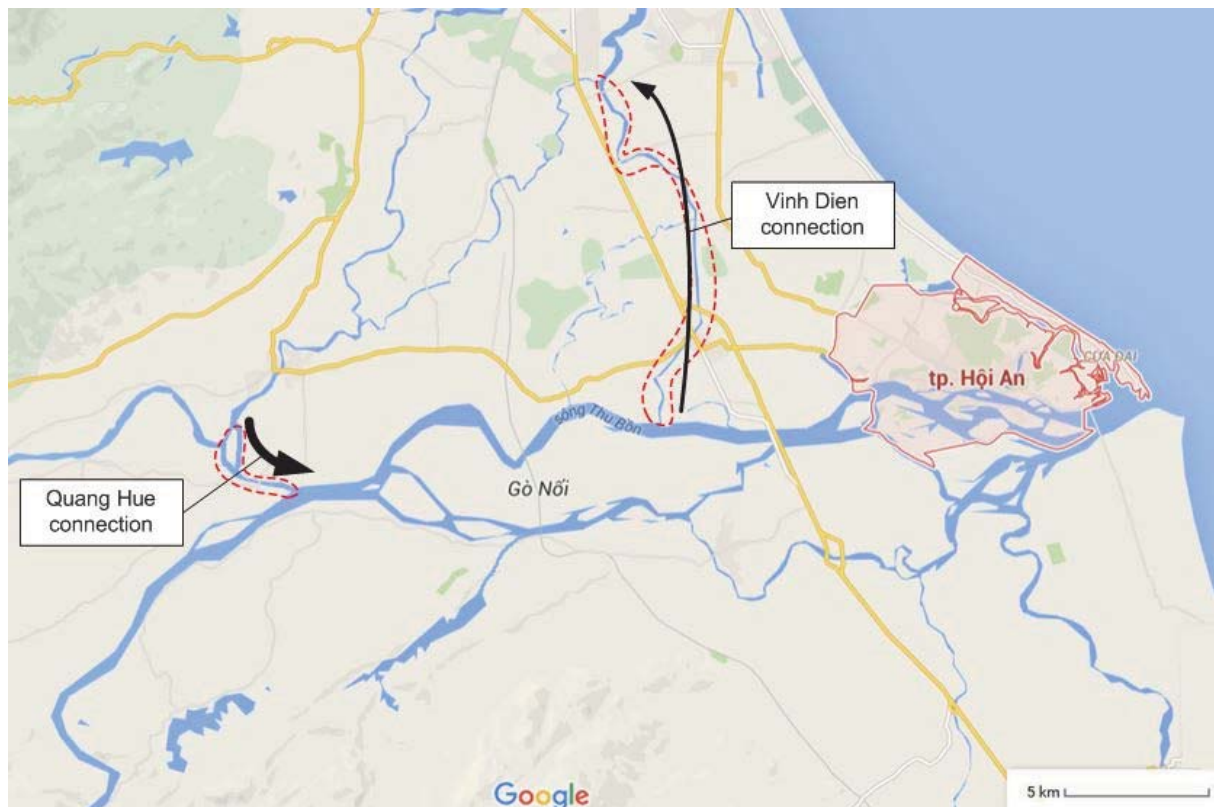 Vinh Dien
connection
CỬA ĐẠI
tp. Hội An
sông Thu Bồn
Quang Hue
connection
Gò Nổi
Google
5 km